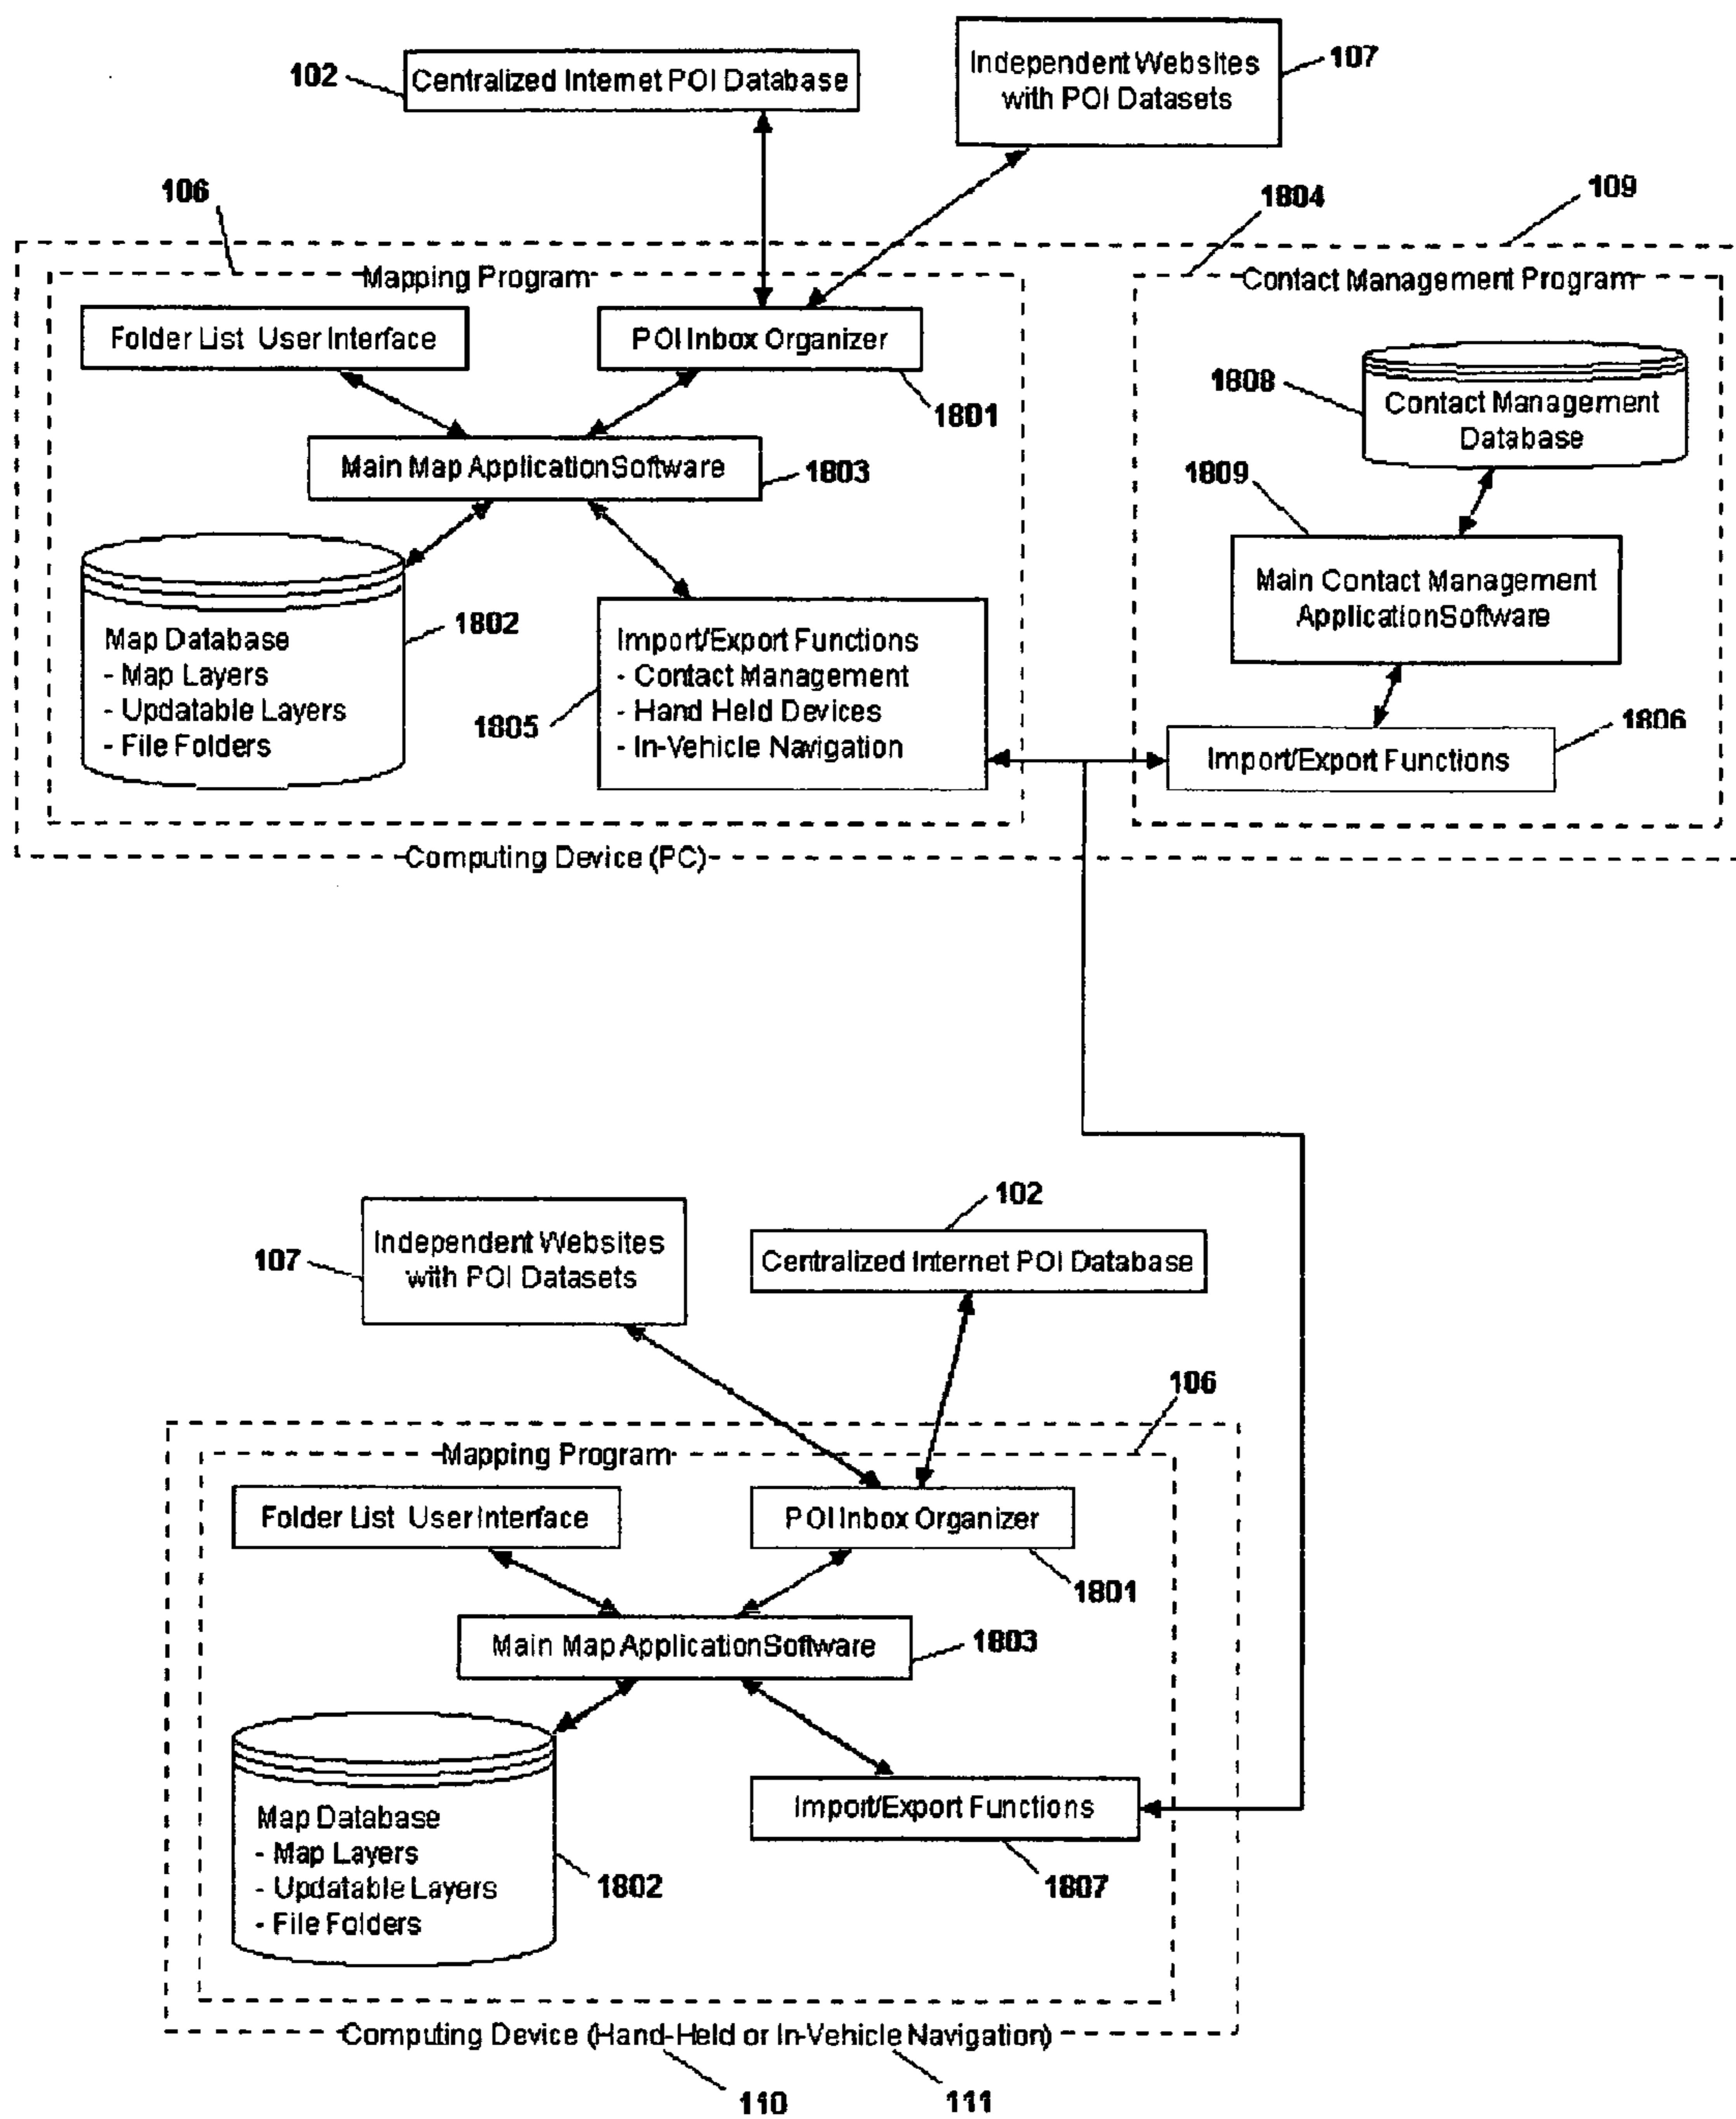 102
Centralized Internet POI Database
Independent Websites
with POI Datasets
107
106
1804
109
Mapping Program
Contact Management Program
Folder List User Interface
POI Inbox Organizer
1801
1808
Contact Management
Database
Main Map Application Software
1803
1809
Main Contact Management
Application Software
Map Database
- Map Layers
- Updatable Layers
- File Folders
1802
Import/Export Functions
- Contact Management
- Hand Held Devices
- In-Vehicle Navigation
1805
1806
Import/Export Functions
Computing Device (PC)
102
107
Independent Websites
with POI Datasets
Centralized Internet POI Database
106
Mapping Program
Folder List User Interface
POI Inbox Organizer
1801
Main Map Application Software
1803
Map Database
- Map Layers
- Updatable Layers
- File Folders
1802
Import/Export Functions
1807
Computing Device (Hand-Held or In-Vehicle Navigation)
110
111